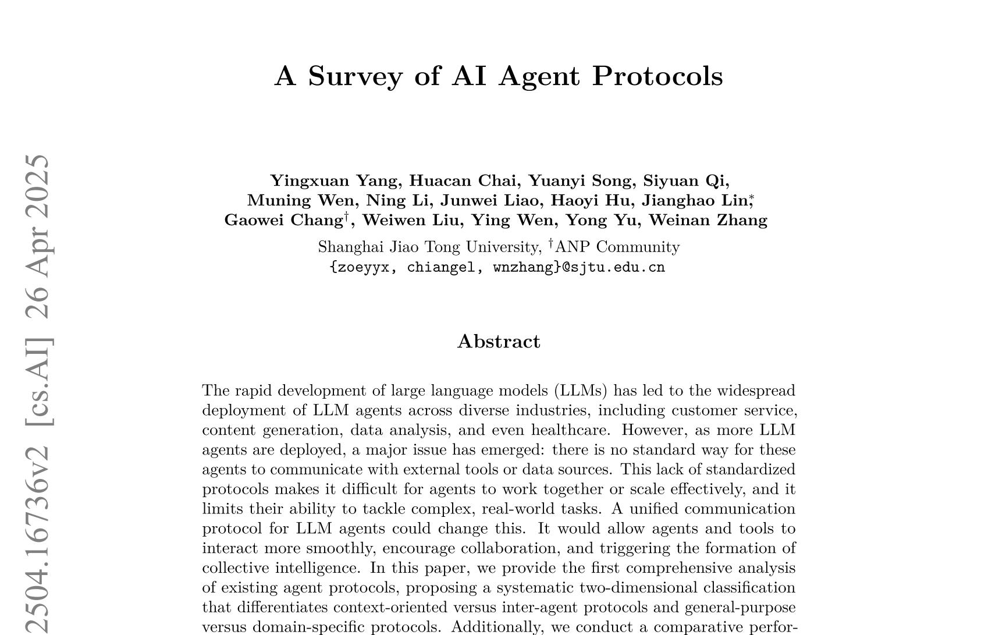 A Survey of AI Agent Protocols
Yingxuan Yang, Huacan Chai, Yuanyi Song, Siyuan Qi,
Muning Wen, Ning Li, Junwei Liao, Haoyi Hu, Jianghao Lin,*
Gaowei Chang†, Weiwen Liu, Ying Wen, Yong Yu, Weinan Zhang
Shanghai Jiao Tong University, †ANP Community
{zoeyyx, chiangel, wnzhang}@sjtu.edu.cn
Abstract
The rapid development of large language models (LLMs) has led to the widespread
deployment of LLM agents across diverse industries, including customer service,
content generation, data analysis, and even healthcare. However, as more LLM
agents are deployed, a major issue has emerged: there is no standard way for these
agents to communicate with external tools or data sources. This lack of standardized
protocols makes it difficult for agents to work together or scale effectively, and it
limits their ability to tackle complex, real-world tasks. A unified communication
protocol for LLM agents could change this. It would allow agents and tools to
interact more smoothly, encourage collaboration, and triggering the formation of
collective intelligence. In this paper, we provide the first comprehensive analysis
of existing agent protocols, proposing a systematic two-dimensional classification
that differentiates context-oriented versus inter-agent protocols and general-purpose
versus domain-specific protocols. Additionally, we conduct a comparative perfor-
2504.16736v2 [cs.AI] 26 Apr 2025